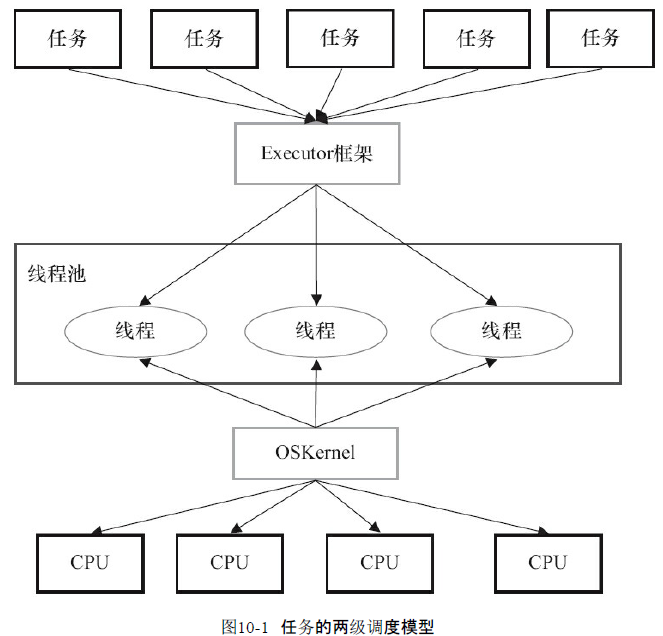 任务 任务 任务 任务 任务
Executor框架
线程池
线程 线程 线程
OSKernel
CPU CPU CPU CPU
图10-1 任务的两级调度模型